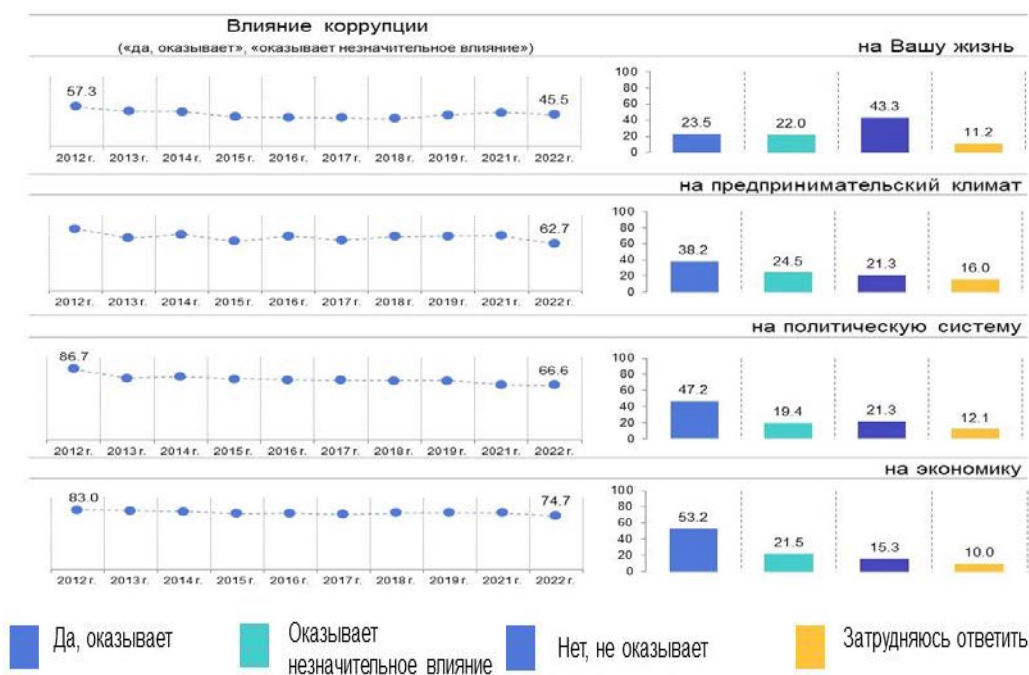 Влияние коррупции
(«да, оказывает», «оказывает незначительное влияние»)
на Вашу жизнь
57.3
45.5
2012 г. 2013 г. 2014 г. 2015 г. 2016 г. 2017 г. 2018 г. 2019 г. 2021 г. 2022 г.
100
80
60
40
20
0
23.5 22.0 43.3 11.2
на предпринимательский климат
62.7
2012 г. 2013 г. 2014 г. 2015 г. 2016 г. 2017 г. 2018 г. 2019 г. 2021 г. 2022 г.
100
80
60
40
20
0
38.2 24.5 21.3 16.0
на политическую систему
86.7
66.6
2012 г. 2013 г. 2014 г. 2015 г. 2016 г. 2017 г. 2018 г. 2019 г. 2021 г. 2022 г.
100
80
60
40
20
0
47.2 19.4 21.3 12.1
на экономику
83.0
74.7
2012 г. 2013 г. 2014 г. 2015 г. 2016 г. 2017 г. 2018 г. 2019 г. 2021 г. 2022 г.
100
80
60
40
20
0
53.2 21.5 15.3 10.0
Да, оказывает
Оказывает
незначительное влияние
Нет, не оказывает
Затрудняюсь ответить